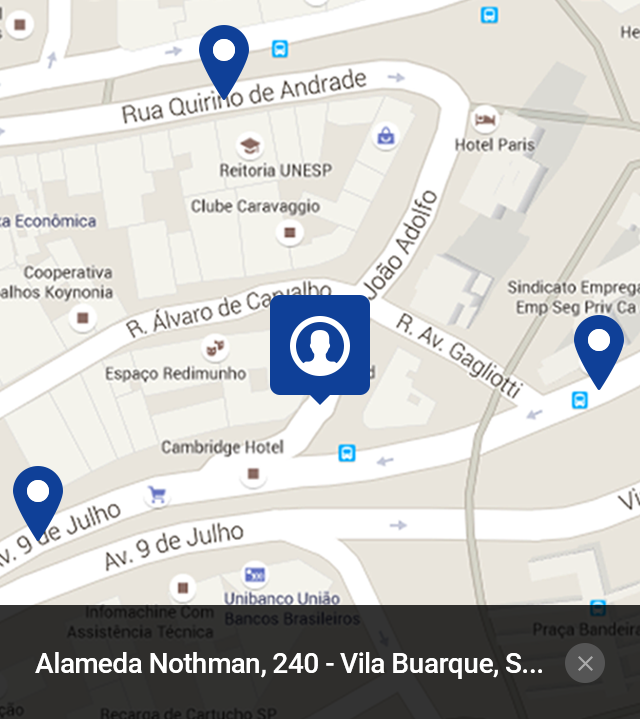 He
Rua Quirino de Andrade
Hotel Paris
Reitoria UNESP
Clube Caravaggio
a Econômica
João Adolfo
Cooperativa
alhos Koynonia
Sindicato Emprega
Emp Seg Priv Ca
R. Álvaro de Carvalho
R. Av. Gagliotti
Espaço Redimunho
d
Cambridge Hotel
Av. 9 de Julho
Vi
Av. 9 de Julho
Unibanco União
Bancos Brasileiros
Infomachine Com
Assistência Técnica
Praça Bandeira
Alameda Nothman, 240 - Vila Buarque, S...
ção
Recarga de Cartucho SP